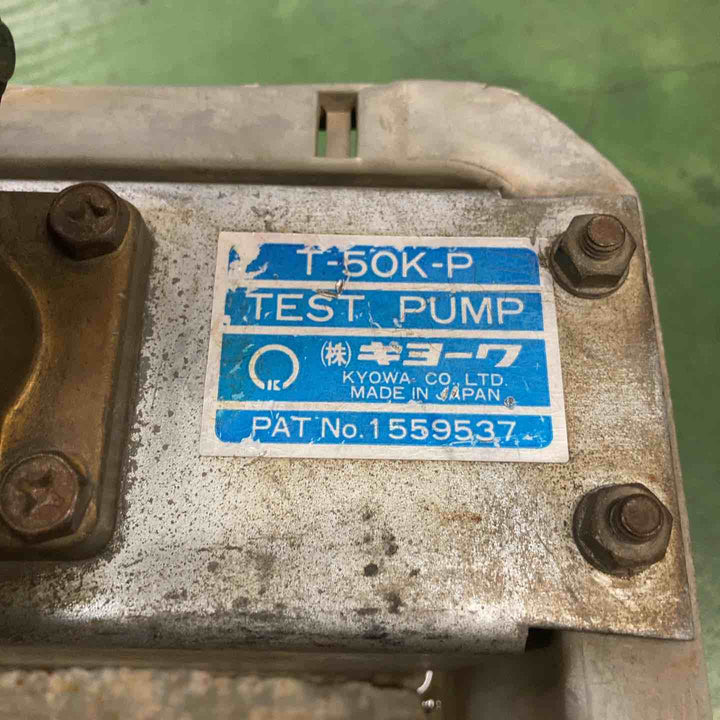 T-50K-P
TEST PUMP
(株)キヨーワ
KYOWA CO., LTD.
MADE IN JAPAN
K
PAT No. 1559537